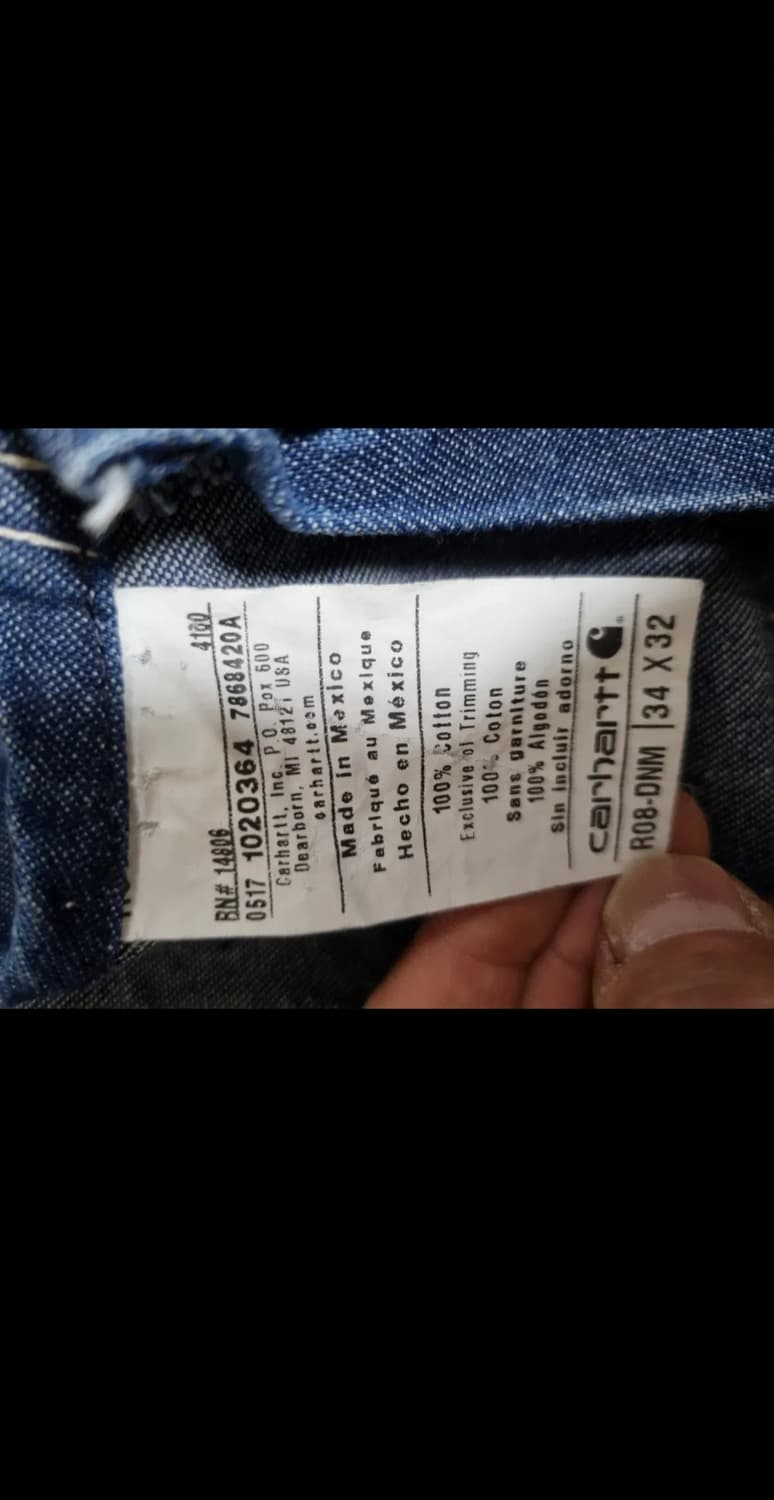 carhartt
R08-DNM 34 X 32
100% Cotton
Exclusive of Trimming
100% Coton
Sans garniture
100% Algodón
Sin incluir adorno
Made in Mexico
Fabriqué au Mexique
Hecho en México
BN# 14806 4180
0517 1020364 7868420A
Carhartt, Inc. P.O. Box 600
Dearborn, MI 48121 USA
carhartt.com